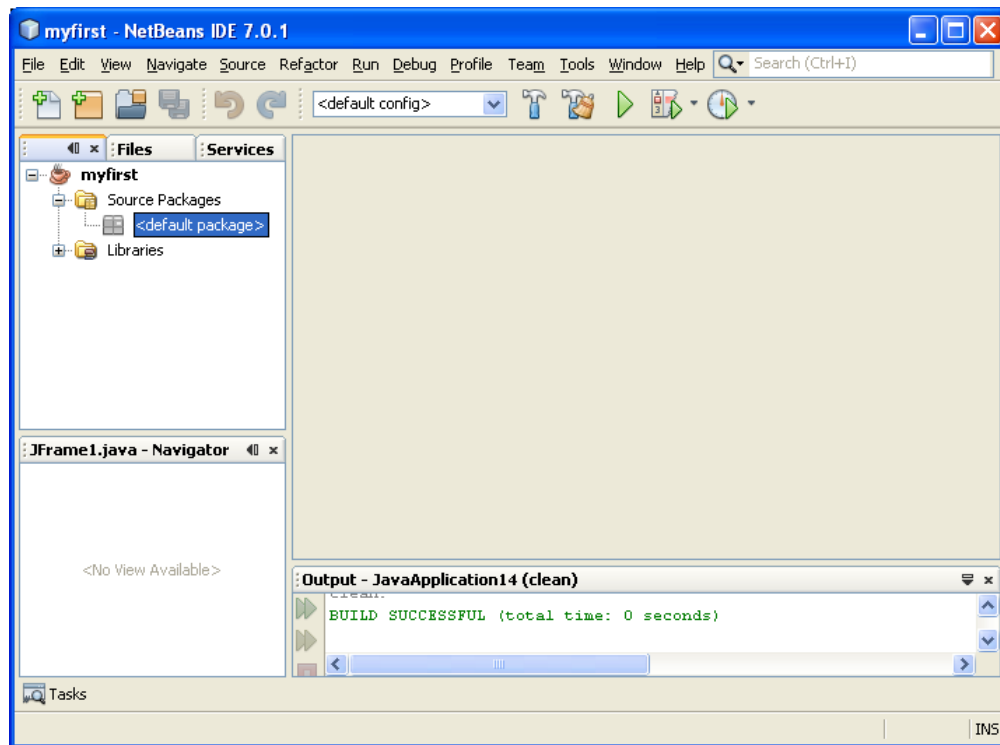 myfirst - NetBeans IDE 7.0.1
File Edit View Navigate Source Refactor Run Debug Profile Team Tools Window Help Search (Ctrl+I)
<default config>
Files Services
myfirst
Source Packages
<default package>
Libraries
JFrame1.java - Navigator
<No View Available>
Output - JavaApplication14 (clean)
clean:
BUILD SUCCESSFUL (total time: 0 seconds)
Tasks
INS